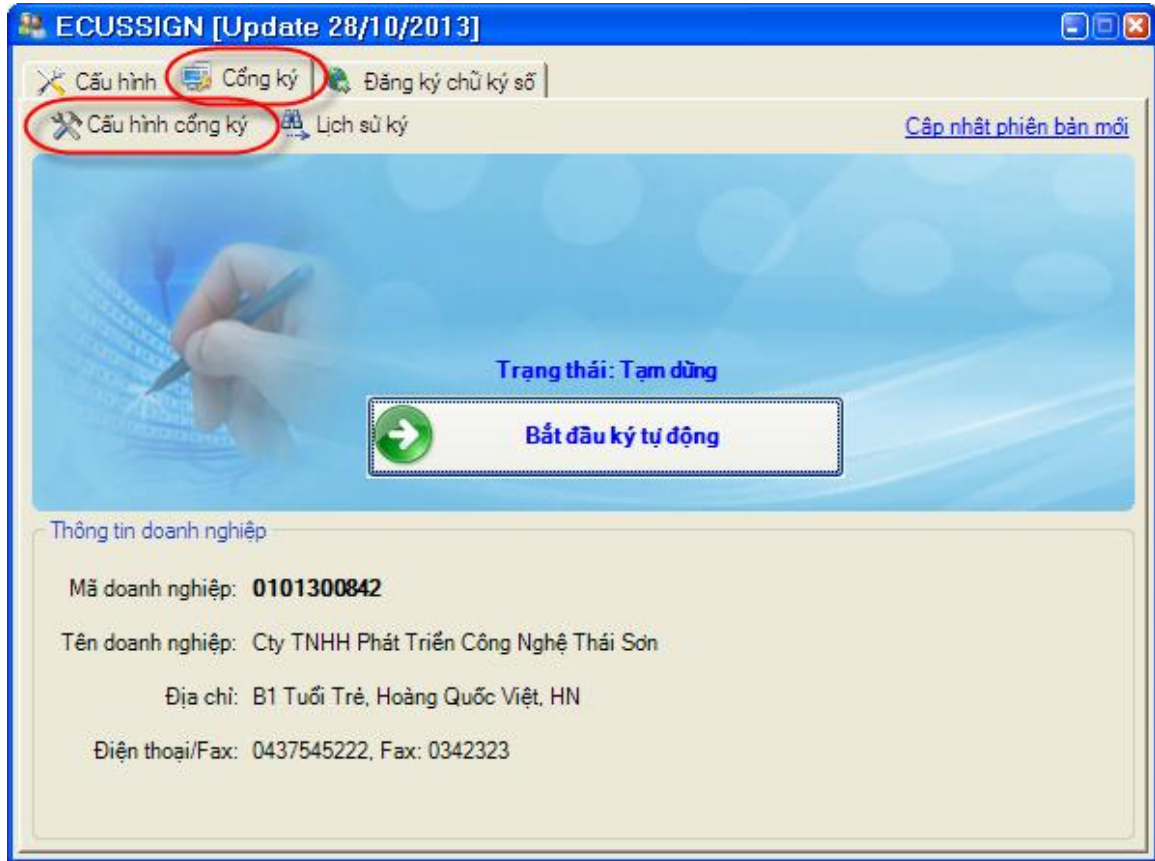 ECUSSIGN [Update 28/10/2013]
Cấu hình Cổng ký Đăng ký chữ ký số
Cấu hình cổng ký Lịch sử ký Cập nhật phiên bản mới
Trạng thái: Tạm dừng
Bắt đầu ký tự động
Thông tin doanh nghiệp
Mã doanh nghiệp: 0101300842
Tên doanh nghiệp: Cty TNHH Phát Triển Công Nghệ Thái Sơn
Địa chỉ: B1 Tuổi Trẻ, Hoàng Quốc Việt, HN
Điện thoại/Fax: 0437545222, Fax: 0342323